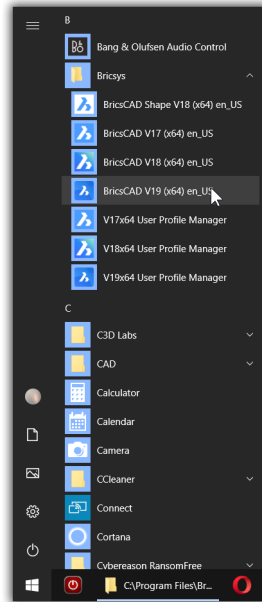 B
B&O
Bang & Olufsen Audio Control
Bricsys
BricsCAD Shape V18 (x64) en_US
BricsCAD V17 (x64) en_US
BricsCAD V18 (x64) en_US
BricsCAD V19 (x64) en_US
V17x64 User Profile Manager
V18x64 User Profile Manager
V19x64 User Profile Manager
C
C3D Labs
CAD
Calculator
Calendar
Camera
CCleaner
Connect
Cortana
Cybereason RansomFree
C:\Program Files\Br...